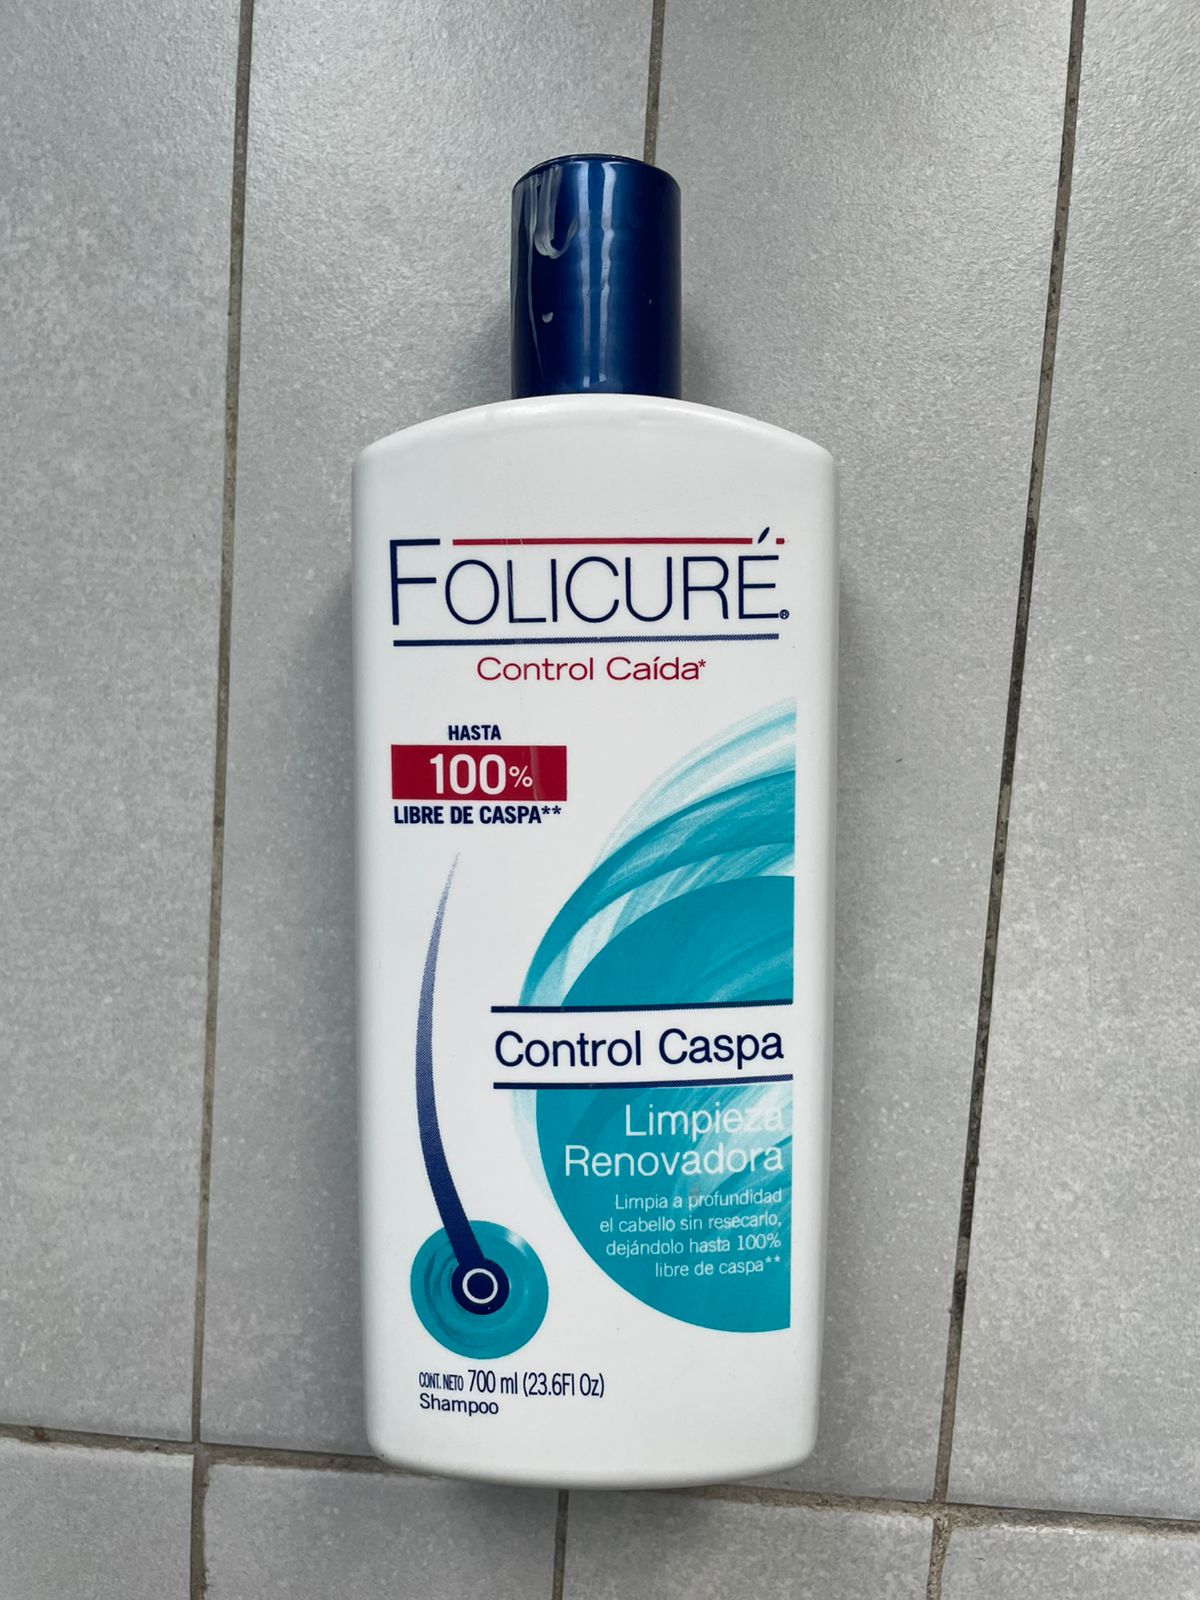 FOLICURÉ®
Control Caída*
HASTA
100%
LIBRE DE CASPA**
Control Caspa
Limpieza
Renovadora
Limpia a profundidad
el cabello sin resecarlo,
dejándolo hasta 100%
libre de caspa**
CONT. NETO 700 ml (23.6Fl Oz)
Shampoo